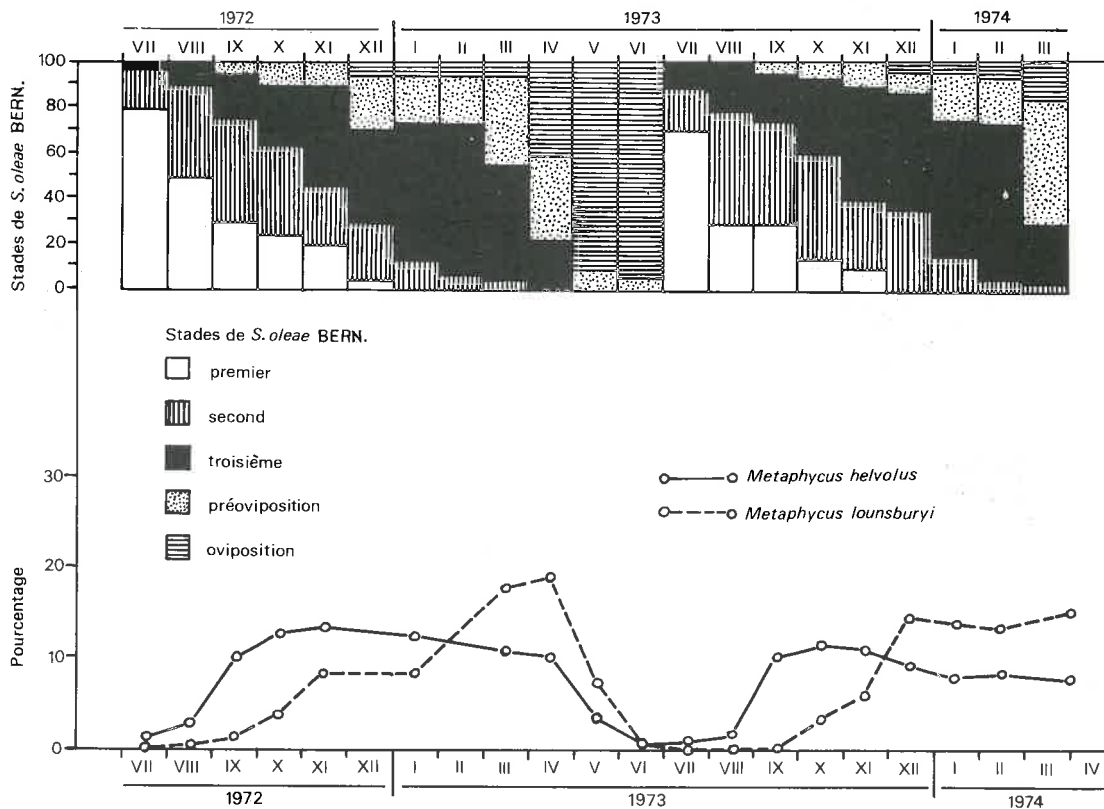 1972 1973 1974
VII VIII IX X XI XII I II III IV V VI VII VIII IX X XI XII I II III
100
80
60
40
20
0
Stades de S. oleae BERN.
Stades de S. oleae BERN.
premier
second
troisième
préoviposition
oviposition
Metaphycus helvolus
Metaphycus lounsburyi
30
20
10
0
Pourcentage
VII VIII IX X XI XII I II III IV V VI VII VIII IX X XI XII I II III IV
1972 1973 1974